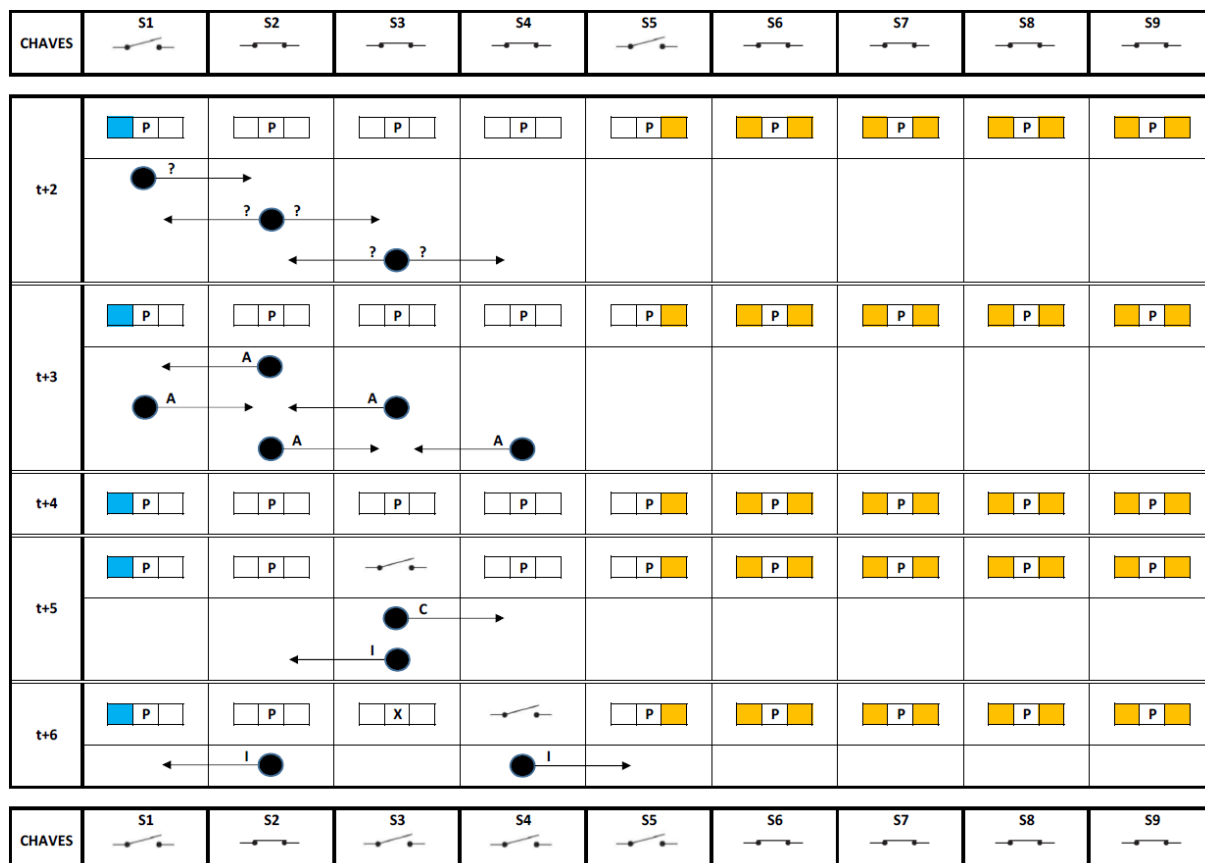 CHAVES S1 S2 S3 S4 S5 S6 S7 S8 S9
P P P P P P P P P
t+2
?
? ?
? ?
P P P P P P P P P
t+3
A
A A
A A
t+4 P P P P P P P P P
P P P P P P P P
t+5
C
I
P P X P P P P P
t+6
I I
CHAVES S1 S2 S3 S4 S5 S6 S7 S8 S9